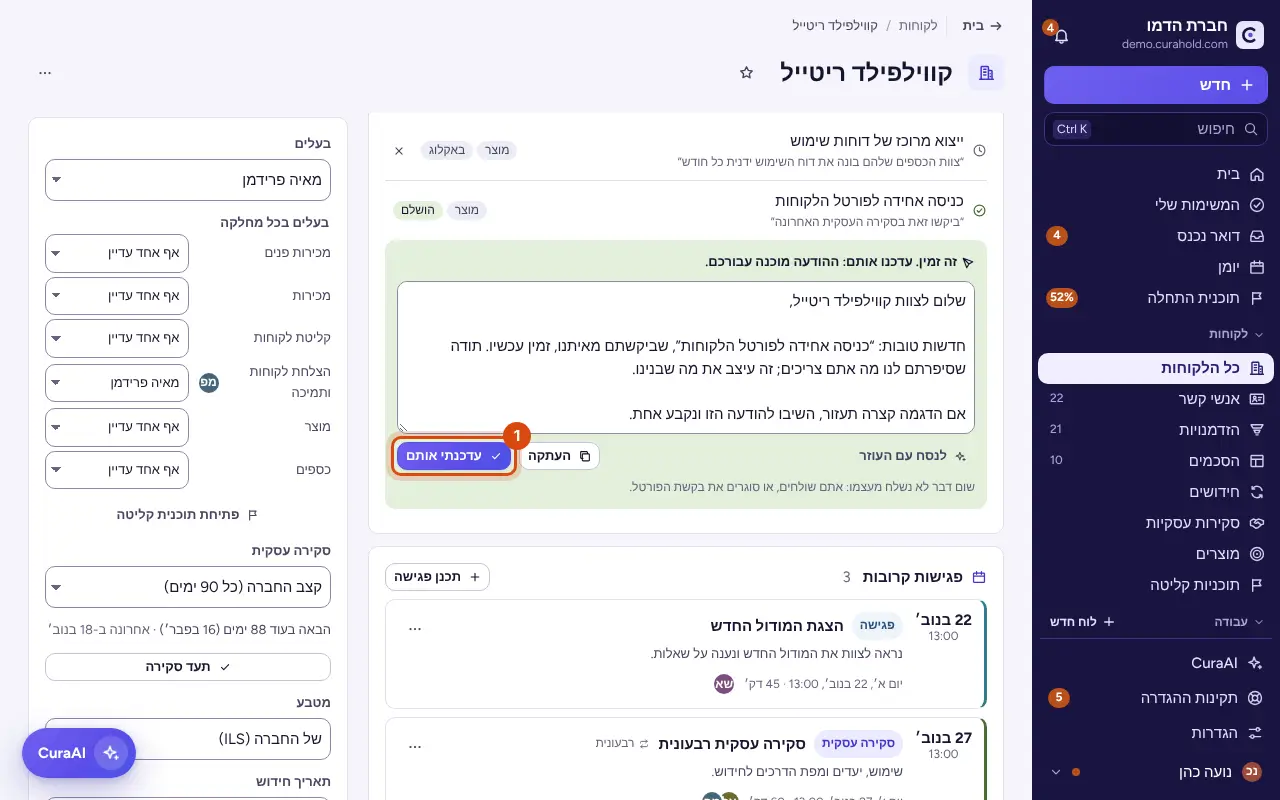 חברת הדמו
demo.curahold.com
4
חדש
חיפוש
Ctrl K
בית
המשימות שלי
דואר נכנס
4
יומן
תוכנית התחלה
52%
לקוחות
כל הלקוחות
אנשי קשר
22
הזדמנויות
21
הסכמים
10
חידושים
סקירות עסקיות
מוצרים
תוכניות קליטה
עבודה
לוח חדש
CuraAI
תקינות ההגדרה
5
הגדרות
נכ
נועה כהן
בית
לקוחות / קווילפילד ריטייל
קווילפילד ריטייל
ייצוא מרוכז של דוחות שימוש
מוצר
באקלוג
"צוות הכספים שלהם בונה את דוח השימוש ידנית כל חודש"
כניסה אחידה לפורטל הלקוחות
מוצר
הושלם
"ביקשו זאת בסקירה העסקית האחרונה"
זה זמין. עדכנו אותם: ההודעה מוכנה עבורכם.
שלום לצוות קווילפילד ריטייל,
חדשות טובות: "כניסה אחידה לפורטל הלקוחות", שביקשתם מאיתנו, זמין עכשיו. תודה
שסיפרתם לנו מה אתם צריכים; זה עיצב את מה שבנינו.
אם הדגמה קצרה תעזור, השיבו להודעה הזו ונקבע אחת.
לנסח עם העוזר
העתקה
עדכנתי אותם
1
שום דבר לא נשלח מעצמו: אתם שולחים, או סוגרים את בקשת הפורטל.
פגישות קרובות
3
תכנן פגישה
22 בנוב׳
13:00
פגישה
הצגת המודול החדש
נראה לצוות את המודול החדש ונענה על שאלות.
יום א׳, 22 בנוב׳, 13:00 · 45 דק׳
שא
27 בנוב׳
13:00
סקירה עסקית
סקירה עסקית רבעונית
רבעונית
שימוש, יעדים ומפת הדרכים לחידוש.
בעלים
מאיה פרידמן
בעלים בכל מחלקה
מכירות פנים
אף אחד עדיין
מכירות
אף אחד עדיין
קליטת לקוחות
אף אחד עדיין
הצלחת לקוחות
ותמיכה
מפ
מאיה פרידמן
מוצר
אף אחד עדיין
כספים
אף אחד עדיין
פתיחת תוכנית קליטה
סקירה עסקית
קצב החברה (כל 90 ימים)
הבאה בעוד 88 ימים (16 בפבר׳) · אחרונה ב-18 בנוב׳
תעד סקירה
מטבע
של החברה (ILS)
תאריך חידוש
CuraAI